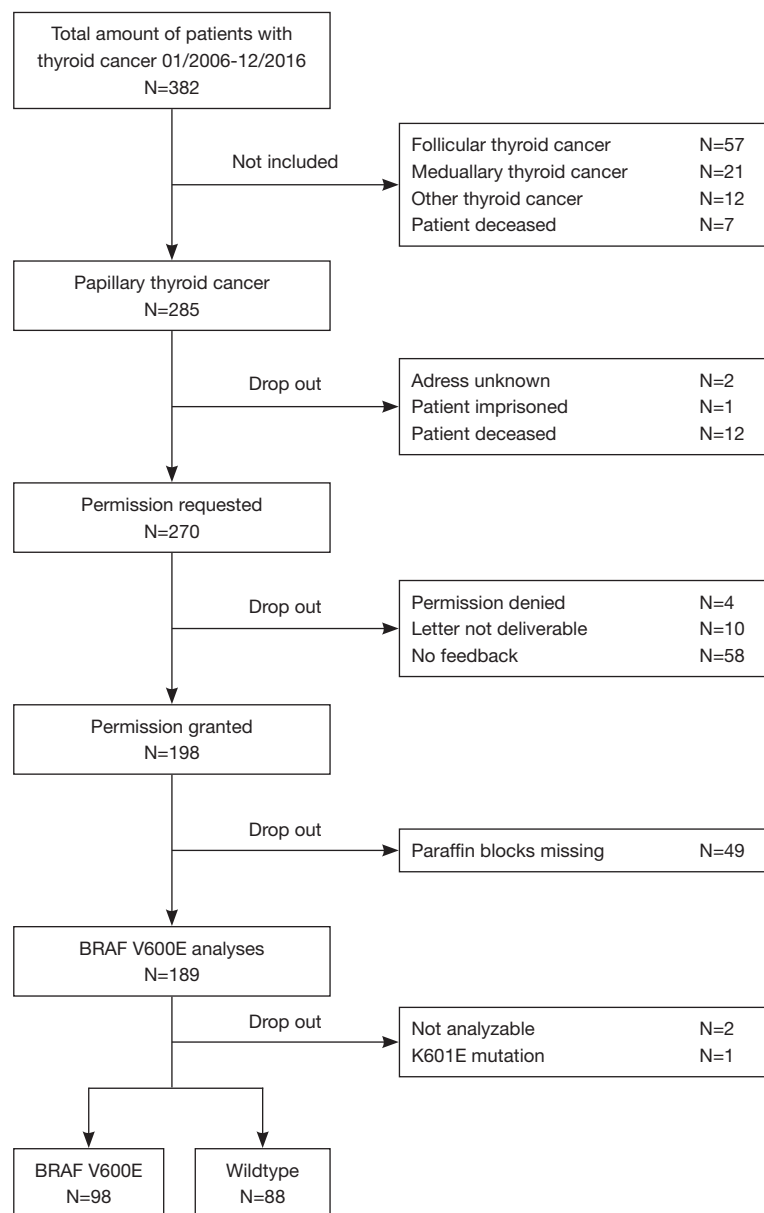 Total amount of patients with
thyroid cancer 01/2006-12/2016
N=382
Not included
Follicular thyroid cancer N=57
Meduallary thyroid cancer N=21
Other thyroid cancer N=12
Patient deceased N=7
Papillary thyroid cancer
N=285
Drop out
Adress unknown N=2
Patient imprisoned N=1
Patient deceased N=12
Permission requested
N=270
Drop out
Permission denied N=4
Letter not deliverable N=10
No feedback N=58
Permission granted
N=198
Drop out
Paraffin blocks missing N=49
BRAF V600E analyses
N=189
Drop out
Not analyzable N=2
K601E mutation N=1
BRAF V600E
N=98
Wildtype
N=88